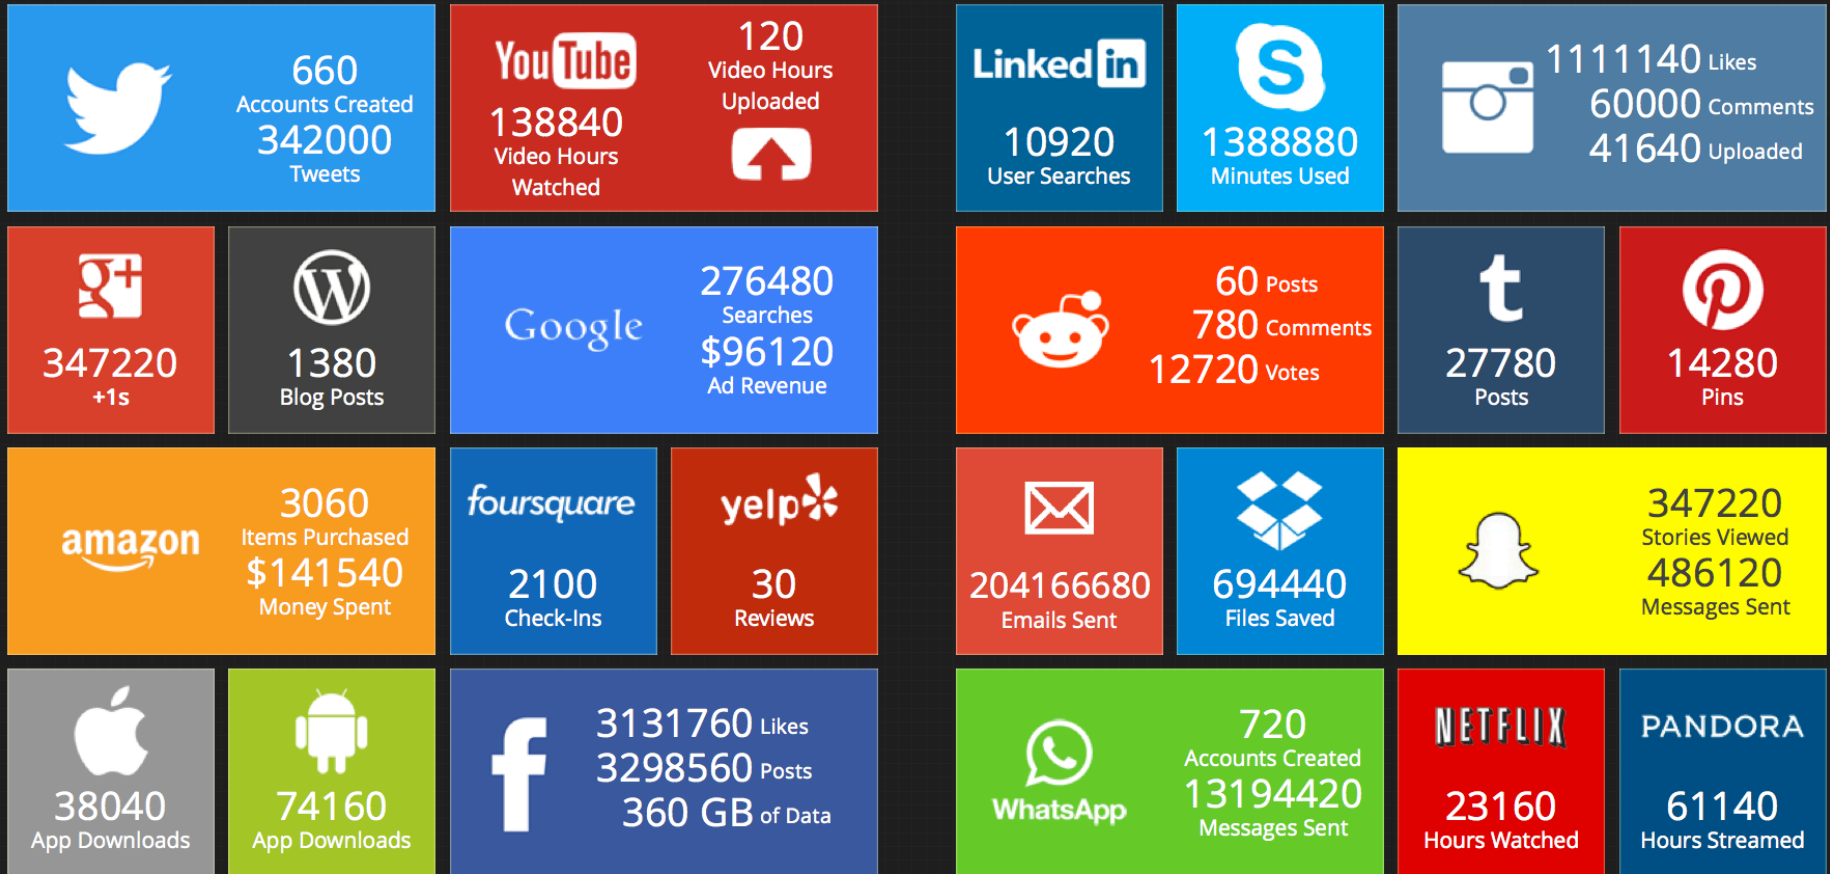 660
Accounts Created
342000
Tweets
YouTube
138840
Video Hours
Watched
120
Video Hours
Uploaded
Linked in
10920
User Searches
S
1388880
Minutes Used
1111140 Likes
60000 Comments
41640 Uploaded
g+
347220
+1s
W
1380
Blog Posts
Google
276480
Searches
$96120
Ad Revenue
60 Posts
780 Comments
12720 Votes
t
27780
Posts
P
14280
Pins
amazon
3060
Items Purchased
$141540
Money Spent
foursquare
2100
Check-Ins
yelp
30
Reviews
204166680
Emails Sent
694440
Files Saved
347220
Stories Viewed
486120
Messages Sent
38040
App Downloads
74160
App Downloads
f
3131760 Likes
3298560 Posts
360 GB of Data
WhatsApp
720
Accounts Created
13194420
Messages Sent
NETFLIX
23160
Hours Watched
PANDORA
61140
Hours Streamed